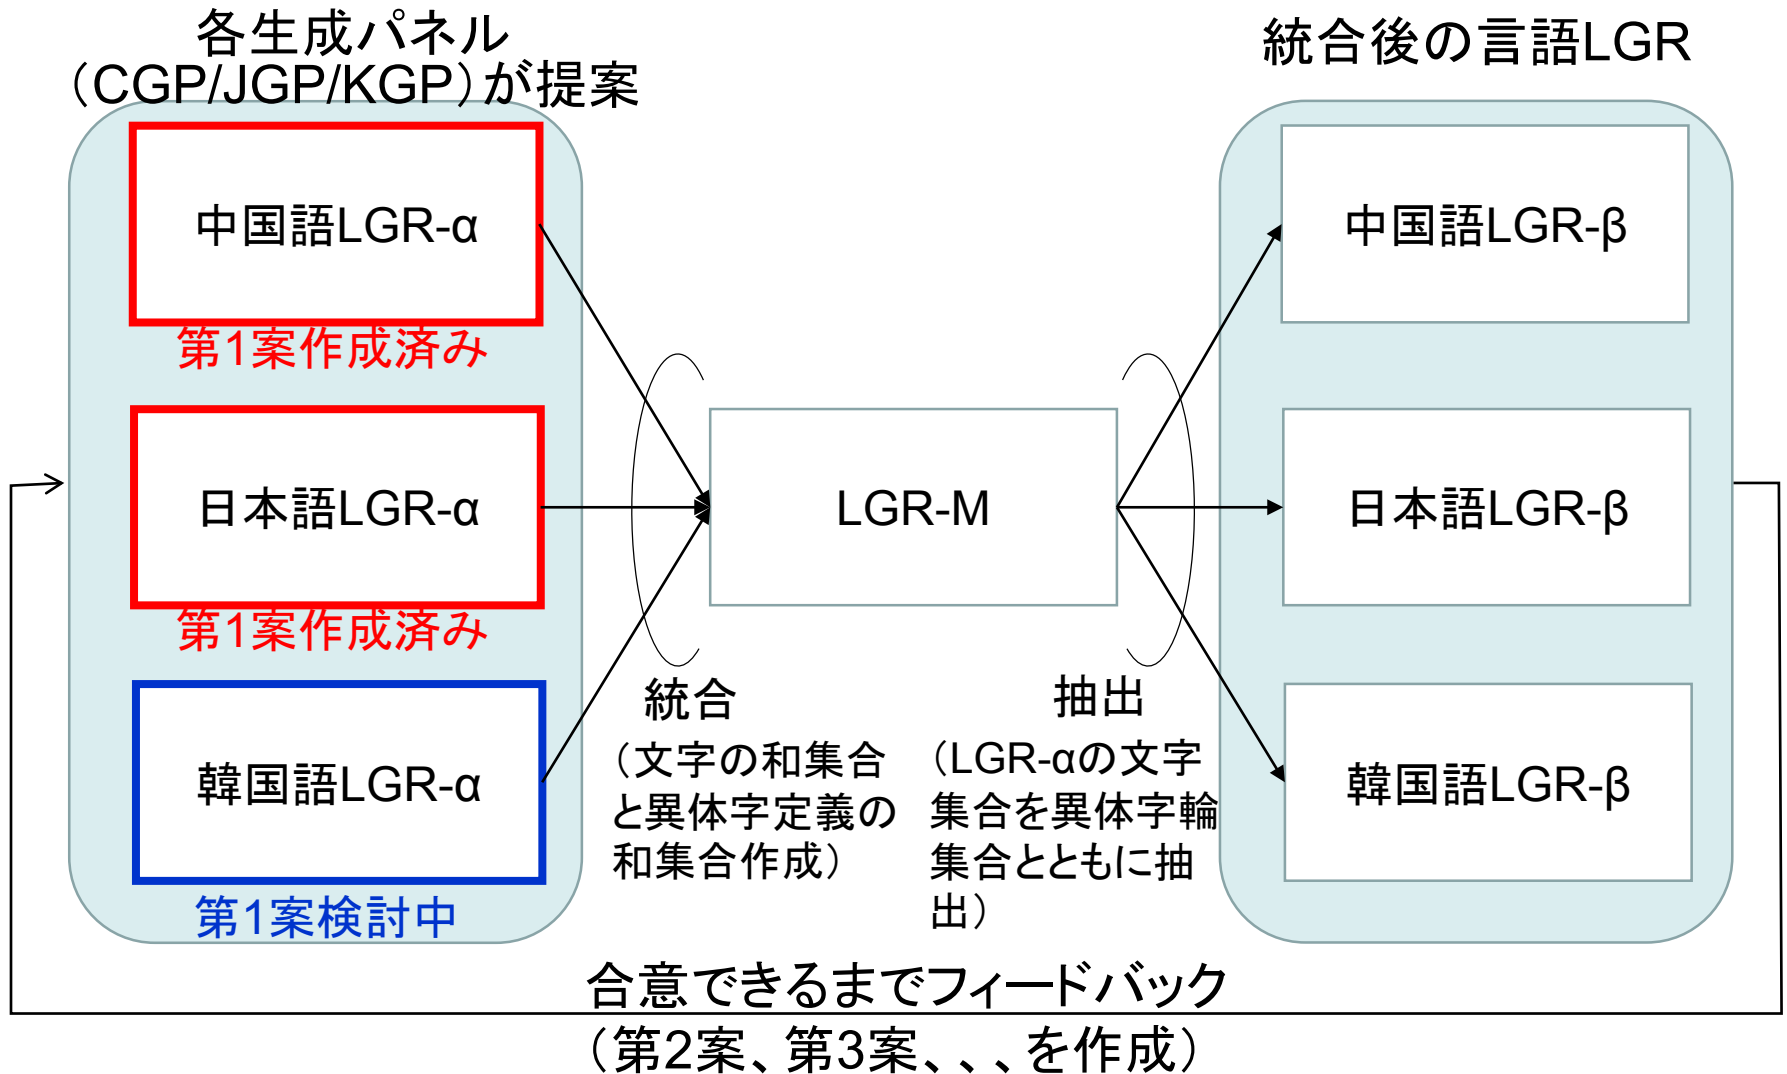 各生成パネル
（CGP/JGP/KGP）が提案
中国語LGR-α
第1案作成済み
日本語LGR-α
第1案作成済み
韓国語LGR-α
第1案検討中
統合
（文字の和集合
と異体字定義の
和集合作成）
LGR-M
抽出
（LGR-αの文字
集合を異体字輪
集合とともに抽
出）
統合後の言語LGR
中国語LGR-β
日本語LGR-β
韓国語LGR-β
合意できるまでフィードバック
（第2案、第3案、、、を作成）